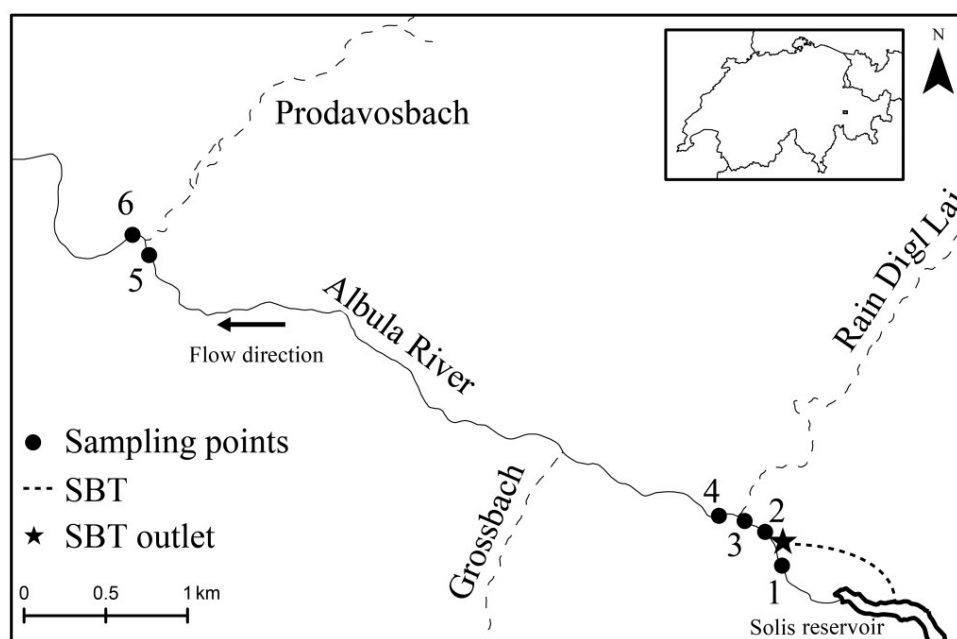 N
Prodavosbach
6
5
Rain Digl Lai
Albula River
Flow direction
Sampling points
SBT
SBT outlet
4
2
3
1
Grossbach
0 0.5 1 km
Solis reservoir